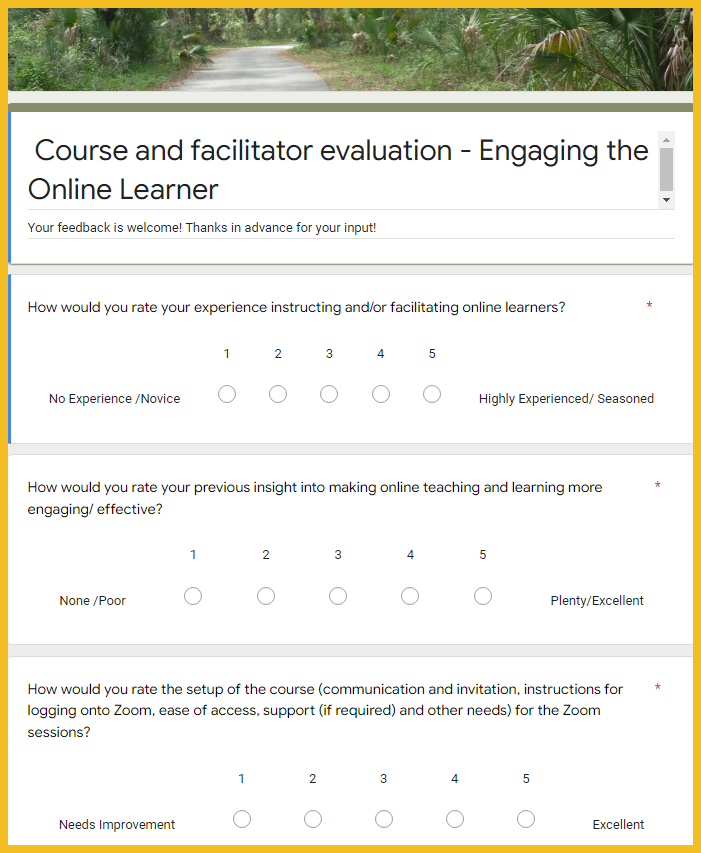 Course and facilitator evaluation - Engaging the
Online Learner
Your feedback is welcome! Thanks in advance for your input!
How would you rate your experience instructing and/or facilitating online learners? *
1 2 3 4 5
No Experience /Novice Highly Experienced/ Seasoned
How would you rate your previous insight into making online teaching and learning more *
engaging/ effective?
1 2 3 4 5
None /Poor Plenty/Excellent
How would you rate the setup of the course (communication and invitation, instructions for *
logging onto Zoom, ease of access, support (if required) and other needs) for the Zoom
sessions?
1 2 3 4 5
Needs Improvement Excellent